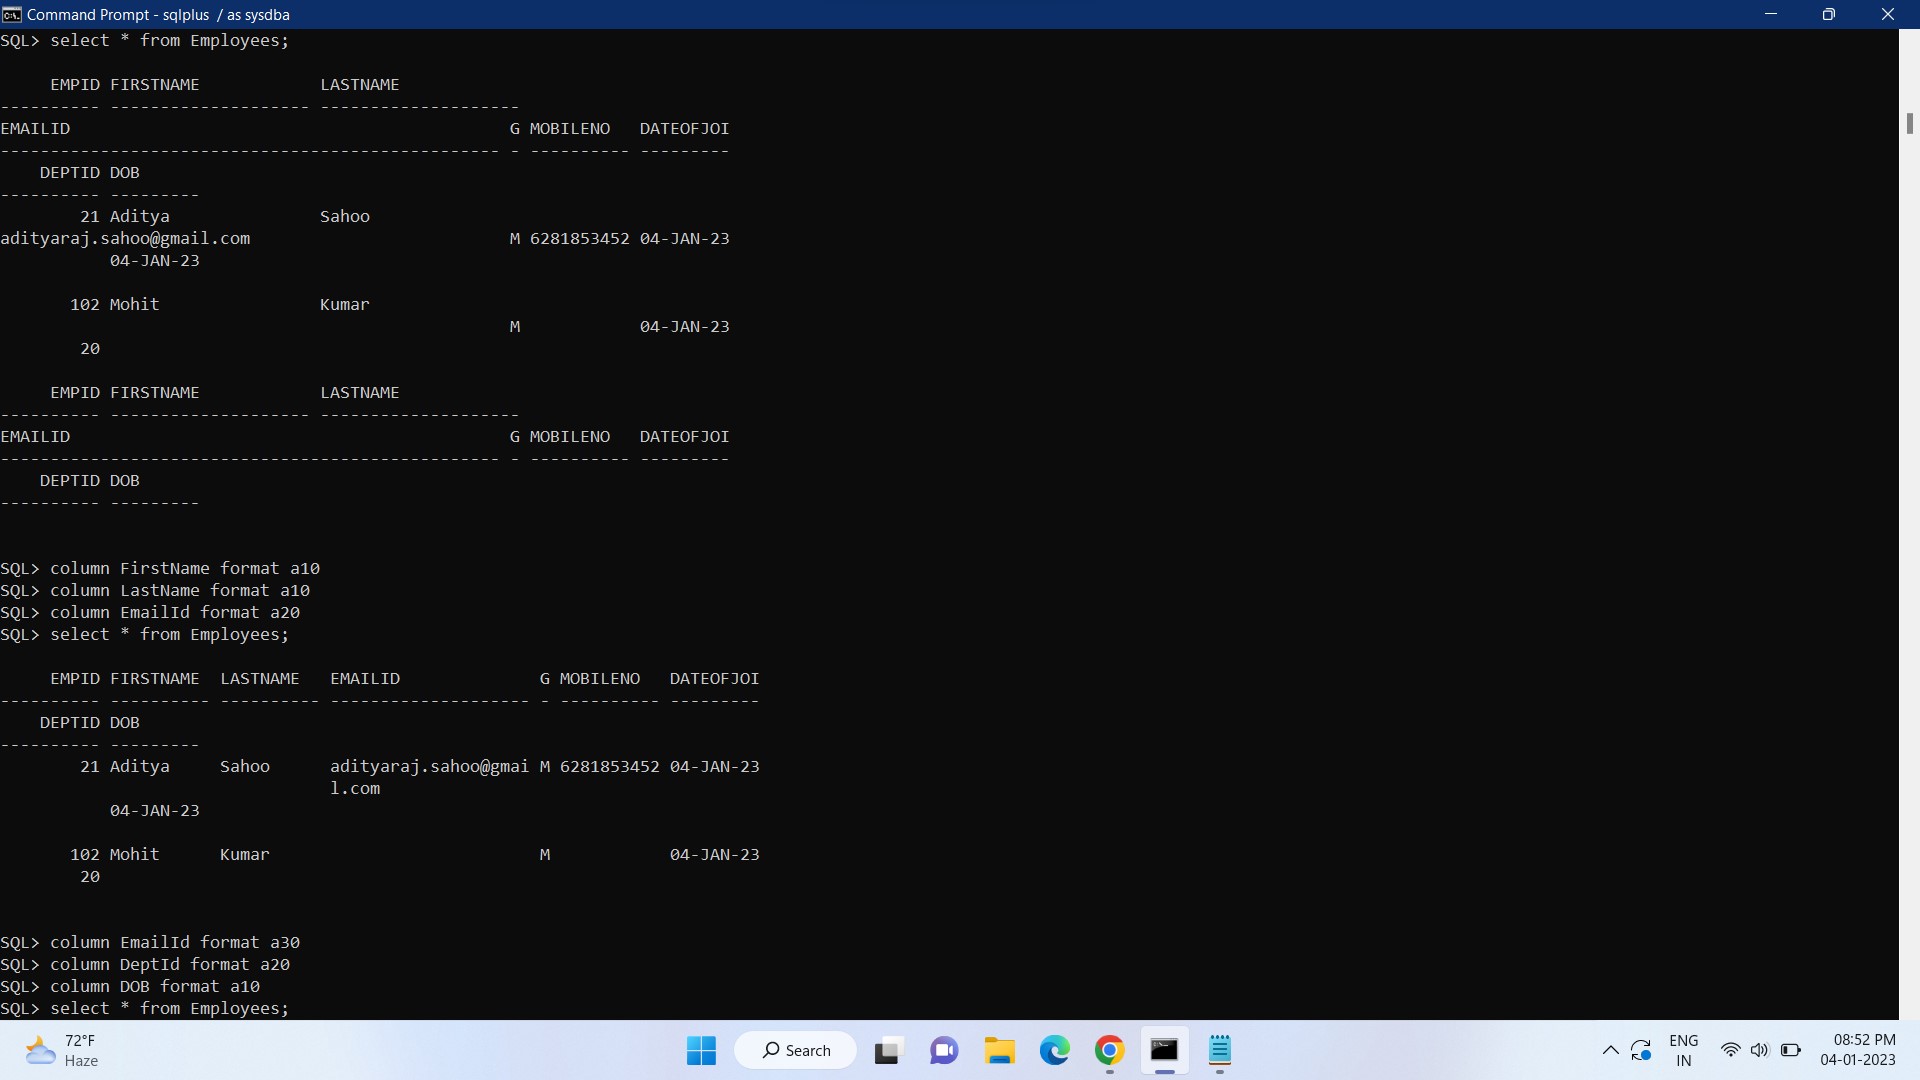 Command Prompt - sqlplus  / as sysdba
SQL> select * from Employees;
     EMPID FIRSTNAME            LASTNAME
---------- -------------------- --------------------
EMAILID                                            G MOBILENO   DATEOFJOI
-------------------------------------------------- - ---------- ---------
    DEPTID DOB
---------- ---------
        21 Aditya               Sahoo
adityaraj.sahoo@gmail.com                          M 6281853452 04-JAN-23
           04-JAN-23
       102 Mohit                Kumar
                                                   M            04-JAN-23
        20
     EMPID FIRSTNAME            LASTNAME
---------- -------------------- --------------------
EMAILID                                            G MOBILENO   DATEOFJOI
-------------------------------------------------- - ---------- ---------
    DEPTID DOB
---------- ---------
SQL> column FirstName format a10
SQL> column LastName format a10
SQL> column EmailId format a20
SQL> select * from Employees;
     EMPID FIRSTNAME  LASTNAME   EMAILID              G MOBILENO   DATEOFJOI
---------- ---------- ---------- -------------------- - ---------- ---------
    DEPTID DOB
---------- ---------
        21 Aditya     Sahoo      adityaraj.sahoo@gmai M 6281853452 04-JAN-23
                                 l.com
           04-JAN-23
       102 Mohit      Kumar                           M            04-JAN-23
        20
SQL> column EmailId format a30
SQL> column DeptId format a20
SQL> column DOB format a10
SQL> select * from Employees;
72°F
Haze
Search
ENG
IN
08:52 PM
04-01-2023